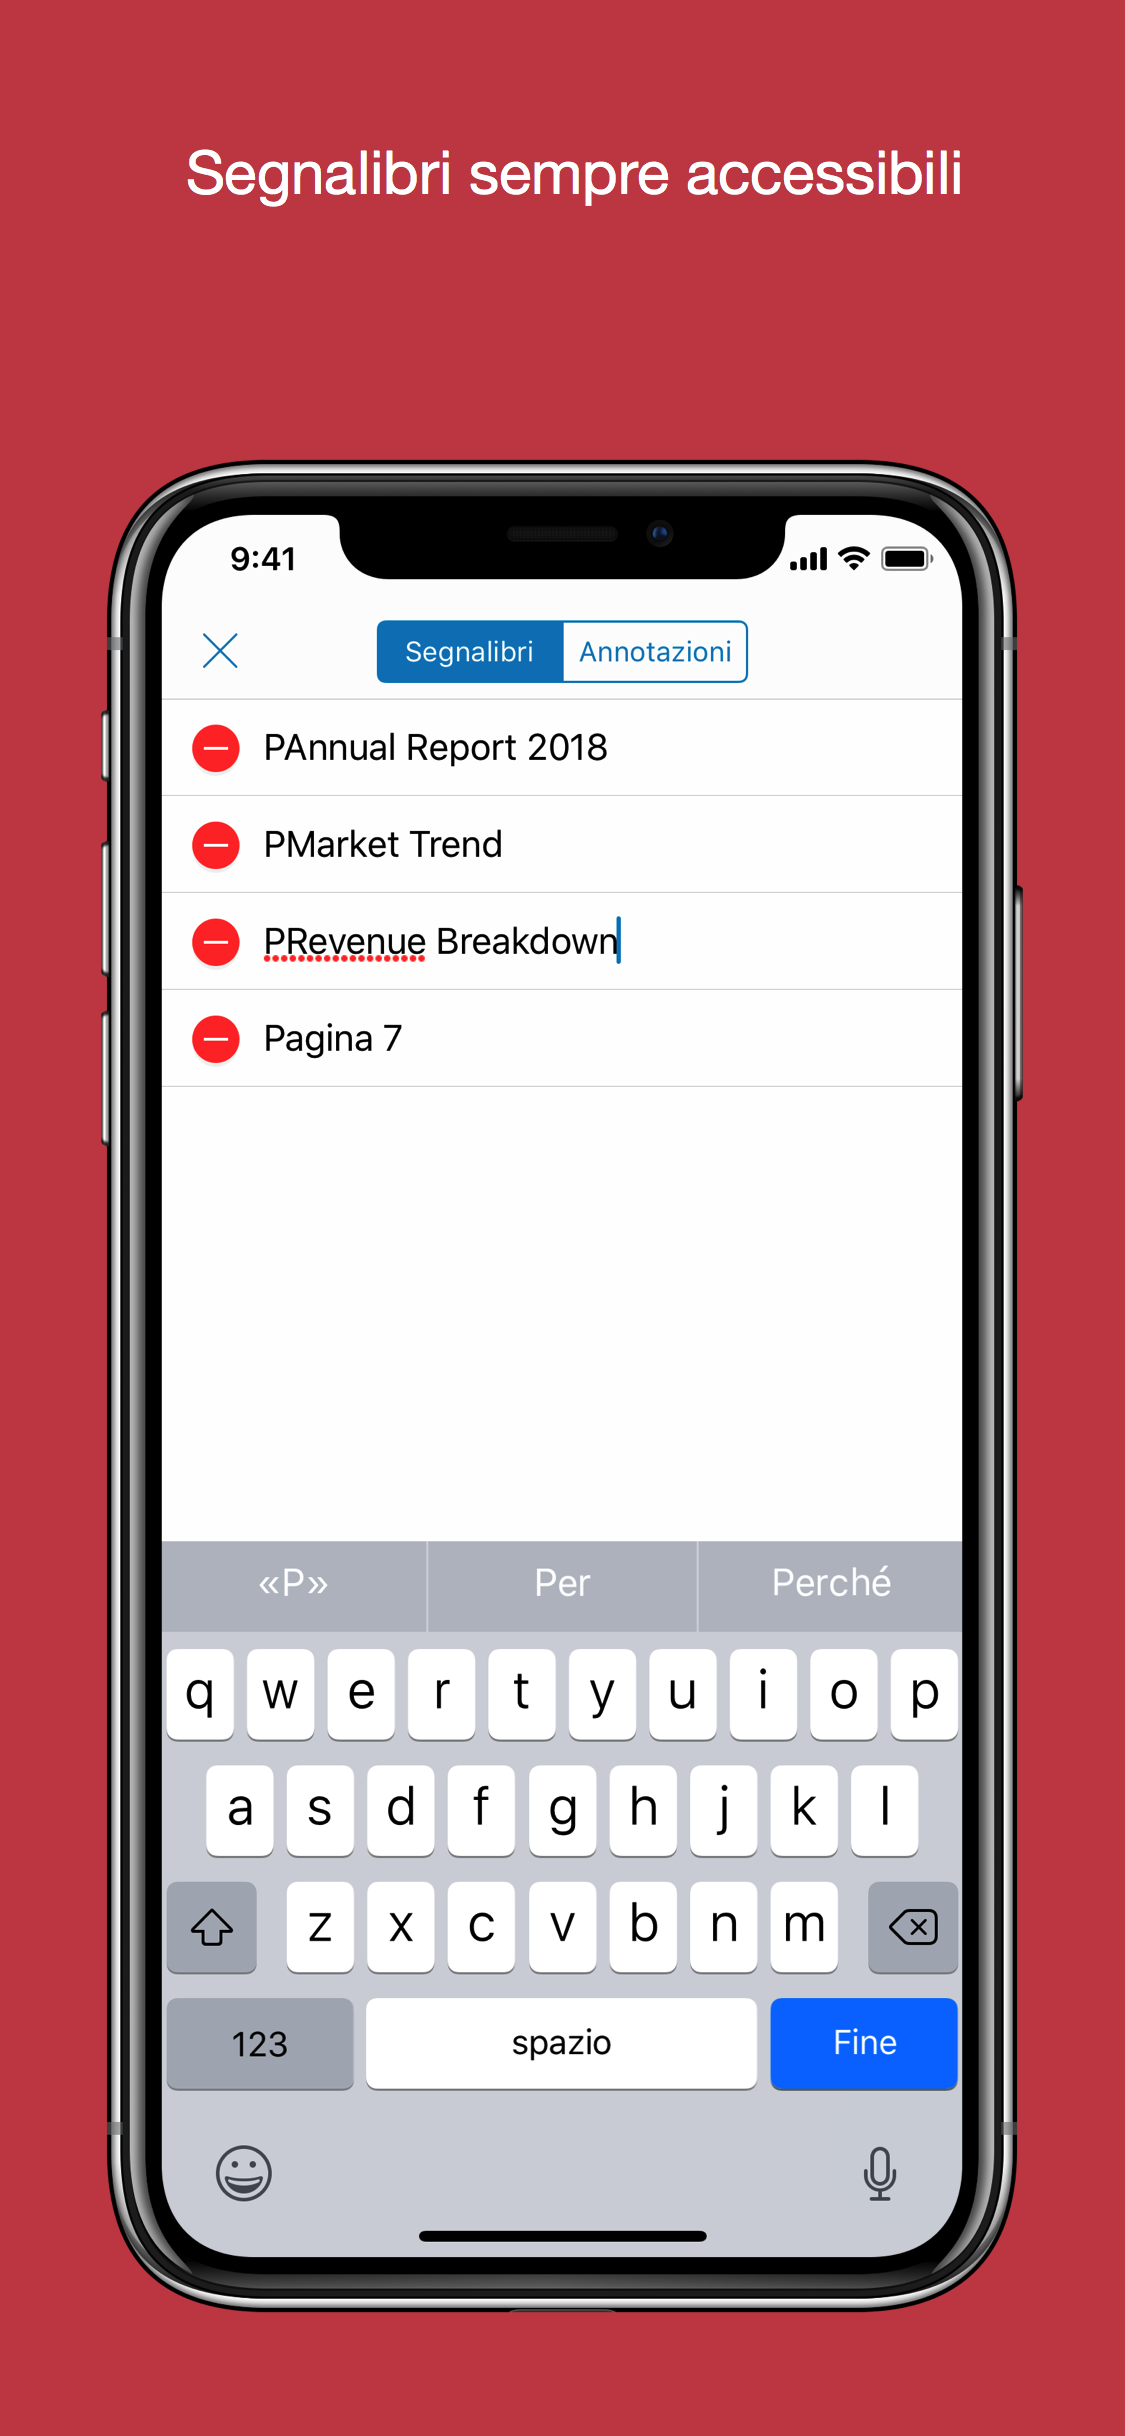 Segnalibri sempre accessibili
9:41
Segnalibri Annotazioni
PAnnual Report 2018
PMarket Trend
PRevenue Breakdown
Pagina 7
«P» Per Perché
q w e r t y u i o p
a s d f g h j k l
z x c v b n m
123 spazio Fine